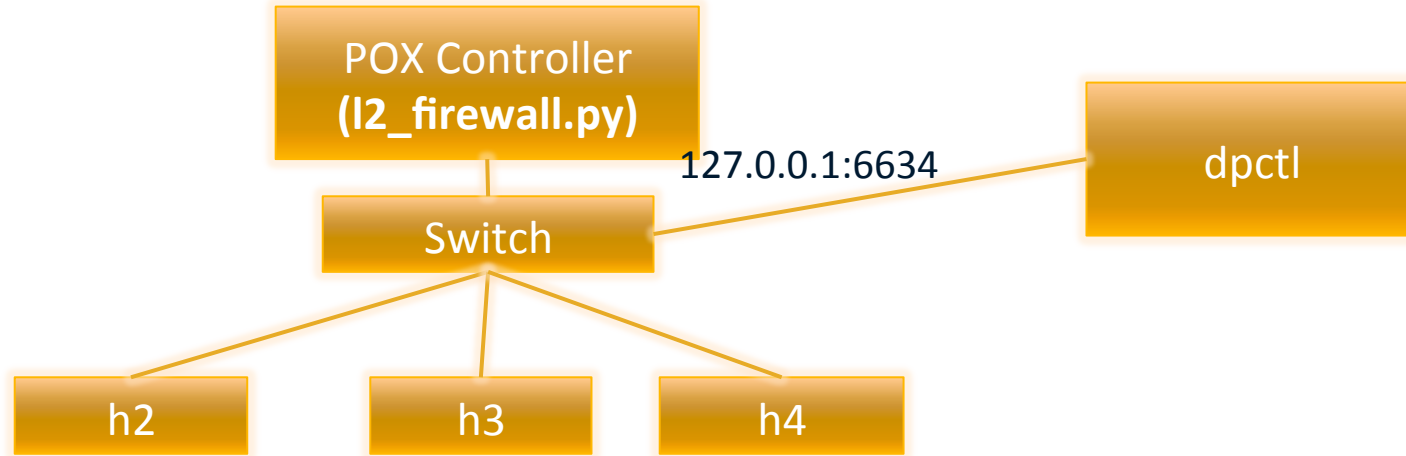 POX Controller
(l2_firewall.py)
127.0.0.1:6634
dpctl
Switch
h2
h3
h4